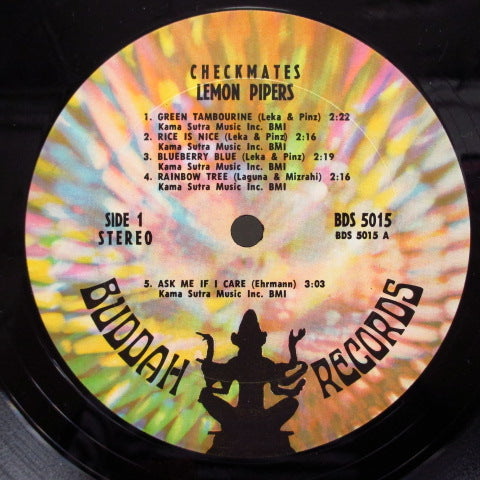 CHECKMATES
LEMON PIPERS
1. GREEN TAMBOURINE (Leka & Pinz) 2:22
Kama Sutra Music Inc. BMI
2. RICE IS NICE (Leka & Pinz) 2:16
Kama Sutra Music Inc. BMI
3. BLUEBERRY BLUE (Leka & Pinz) 2:19
Kama Sutra Music Inc. BMI
4. RAINBOW TREE (Laguna & Mizrahi) 2:16
Kama Sutra Music Inc. BMI
SIDE 1
STEREO
BDS 5015
BDS 5015 A
5. ASK ME IF I CARE (Ehrmann) 3:03
Kama Sutra Music Inc. BMI
BUDDAH RECORDS